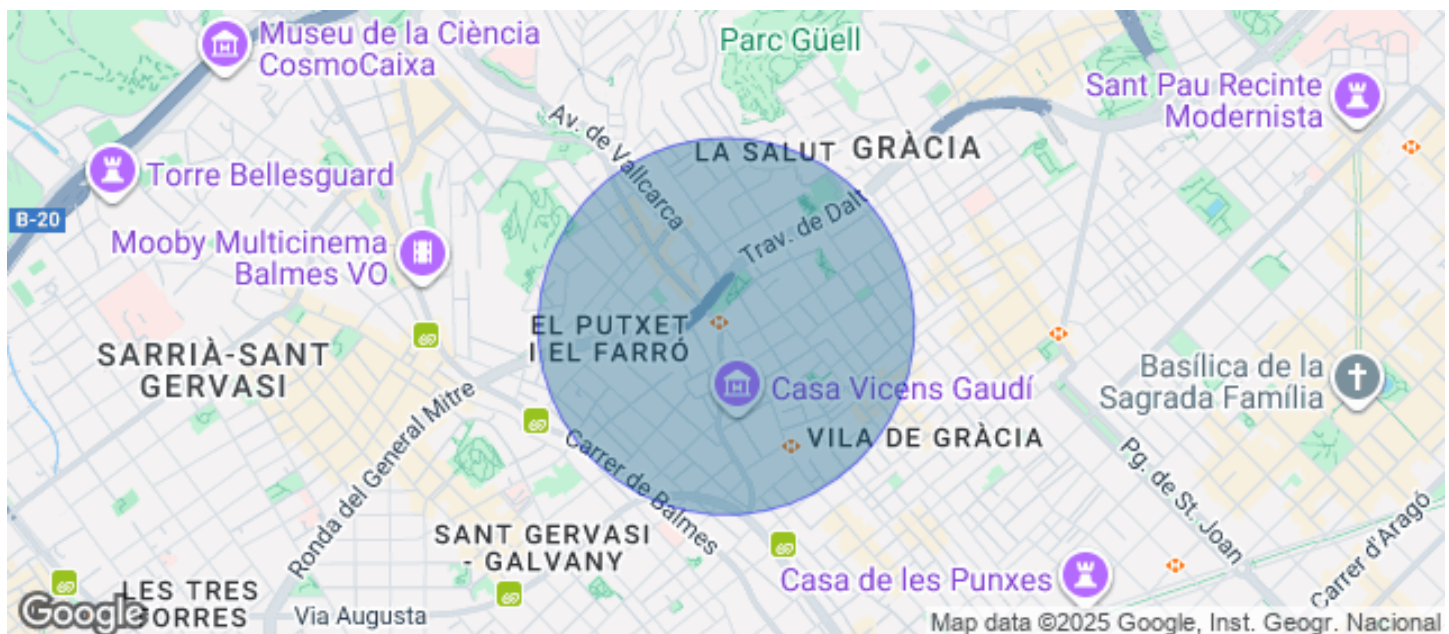 Museu de la Ciència
CosmoCaixa
Parc Güell
Sant Pau Recinte
Modernista
Av. de Vallcarca
LA SALUT
GRÀCIA
Torre Bellesguard
B-20
Trav. de Dalt
Mooby Multicinema
Balmes VO
EL PUTXET
I EL FARRÓ
SARRIÀ-SANT
GERVASI
Casa Vicens Gaudí
Basílica de la
Sagrada Família
Ronda del General Mitre
Carrer de Balmes
VILA DE GRÀCIA
Pg. de St. Joan
Carrer d'Aragó
SANT GERVASI
- GALVANY
Casa de les Punxes
LES TRES
TORRES
Via Augusta
Google
Map data ©2025 Google, Inst. Geogr. Nacional